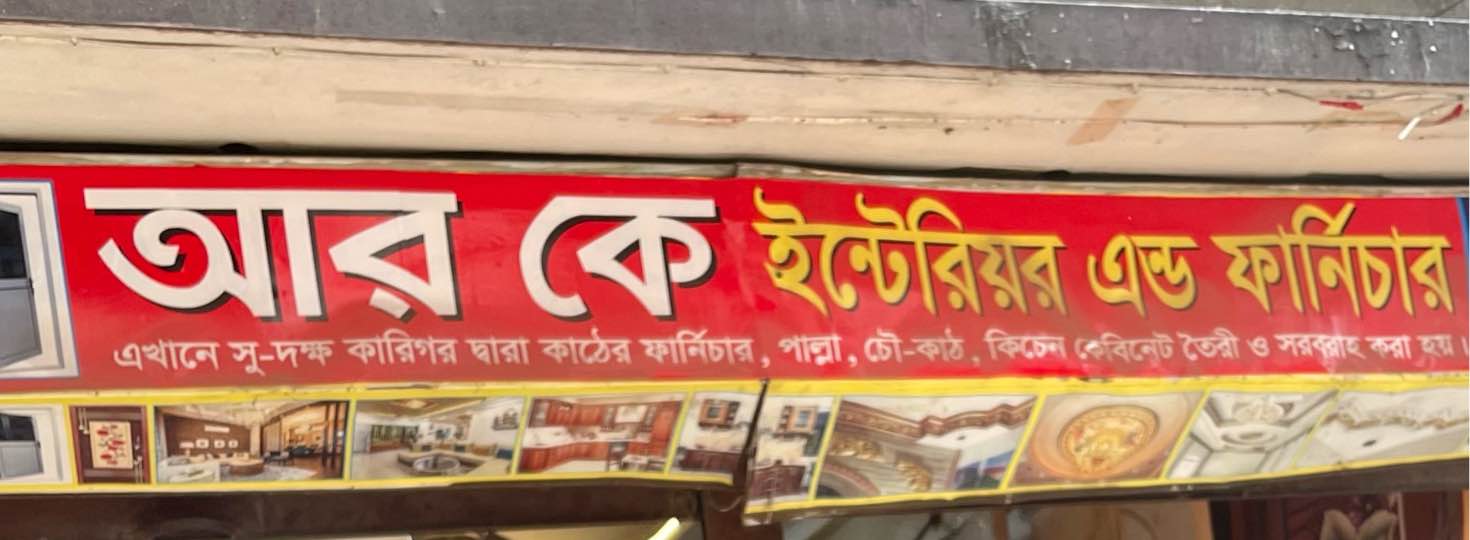 আর কে ইন্টেরিয়র এন্ড ফার্নিচার
এখানে সু-দক্ষ কারিগর দ্বারা কাঠের ফার্নিচার, পাল্লা, চৌ-কাঠ, কিচেন কেবিনেট তৈরী ও সরবরাহ করা হয়।